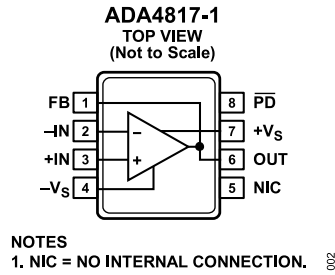 ADA4817-1
TOP VIEW
(Not to Scale)
FB 1
–IN 2
+IN 3
–VS 4
8 PD
7 +VS
6 OUT
5 NIC
–
+
NOTES
1. NIC = NO INTERNAL CONNECTION.
002